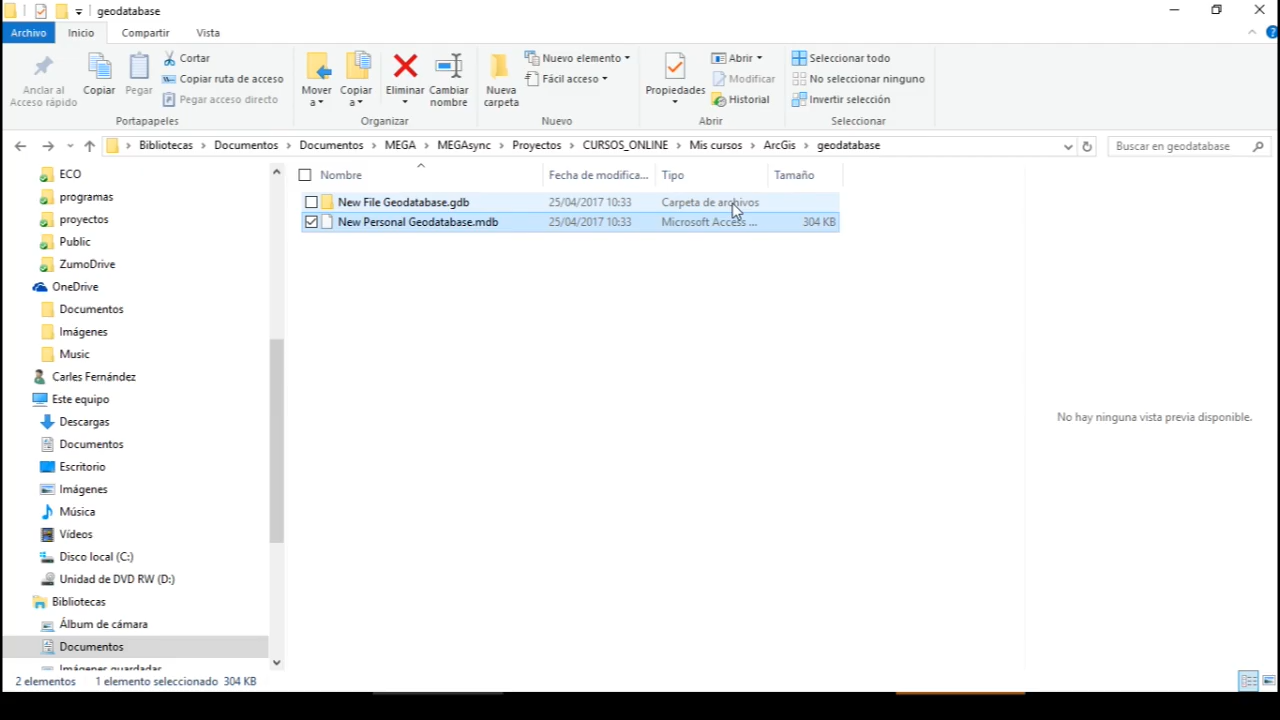 geodatabase
Archivo Inicio Compartir Vista
Anclar al Acceso rápido
Copiar
Pegar
Cortar
Copiar ruta de acceso
Pegar acceso directo
Portapapeles
Mover a
Copiar a
Eliminar
Cambiar nombre
Organizar
Nueva carpeta
Nuevo elemento
Fácil acceso
Nuevo
Propiedades
Abrir
Modificar
Historial
Abrir
Seleccionar todo
No seleccionar ninguno
Invertir selección
Seleccionar
Bibliotecas Documentos Documentos MEGA MEGAsync Proyectos CURSOS_ONLINE Mis cursos ArcGis geodatabase
Buscar en geodatabase
ECO
programas
proyectos
Public
ZumoDrive
OneDrive
Documentos
Imágenes
Music
Carles Fernández
Este equipo
Descargas
Documentos
Escritorio
Imágenes
Música
Vídeos
Disco local (C:)
Unidad de DVD RW (D:)
Bibliotecas
Álbum de cámara
Documentos
Imágenes guardadas
Nombre Fecha de modifica... Tipo Tamaño
New File Geodatabase.gdb 25/04/2017 10:33 Carpeta de archivos
New Personal Geodatabase.mdb 25/04/2017 10:33 Microsoft Access ... 304 KB
No hay ninguna vista previa disponible.
2 elementos 1 elemento seleccionado 304 KB